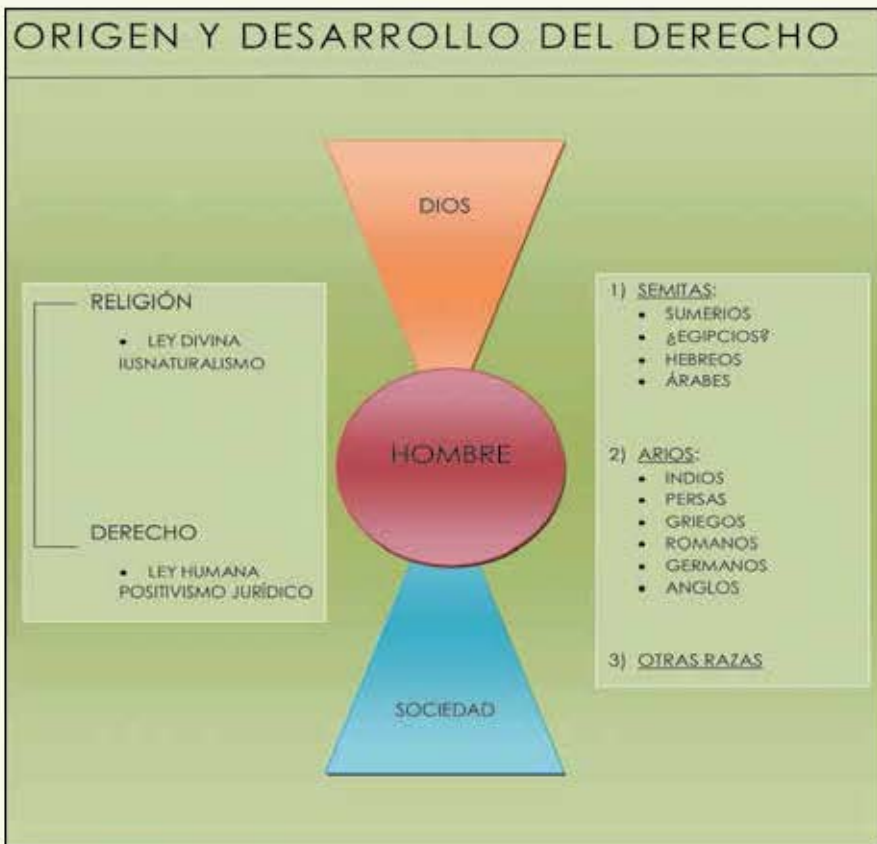 ORIGEN Y DESARROLLO DEL DERECHO
DIOS
RELIGIÓN
• LEY DIVINA
IUSNATURALISMO
HOMBRE
DERECHO
• LEY HUMANA
POSITIVISMO JURÍDICO
SOCIEDAD
1) SEMITAS:
• SUMERIOS
• ¿EGIPCIOS?
• HEBREOS
• ÁRABES
2) ARIOS:
• INDIOS
• PERSAS
• GRIEGOS
• ROMANOS
• GERMANOS
• ANGLOS
3) OTRAS RAZAS